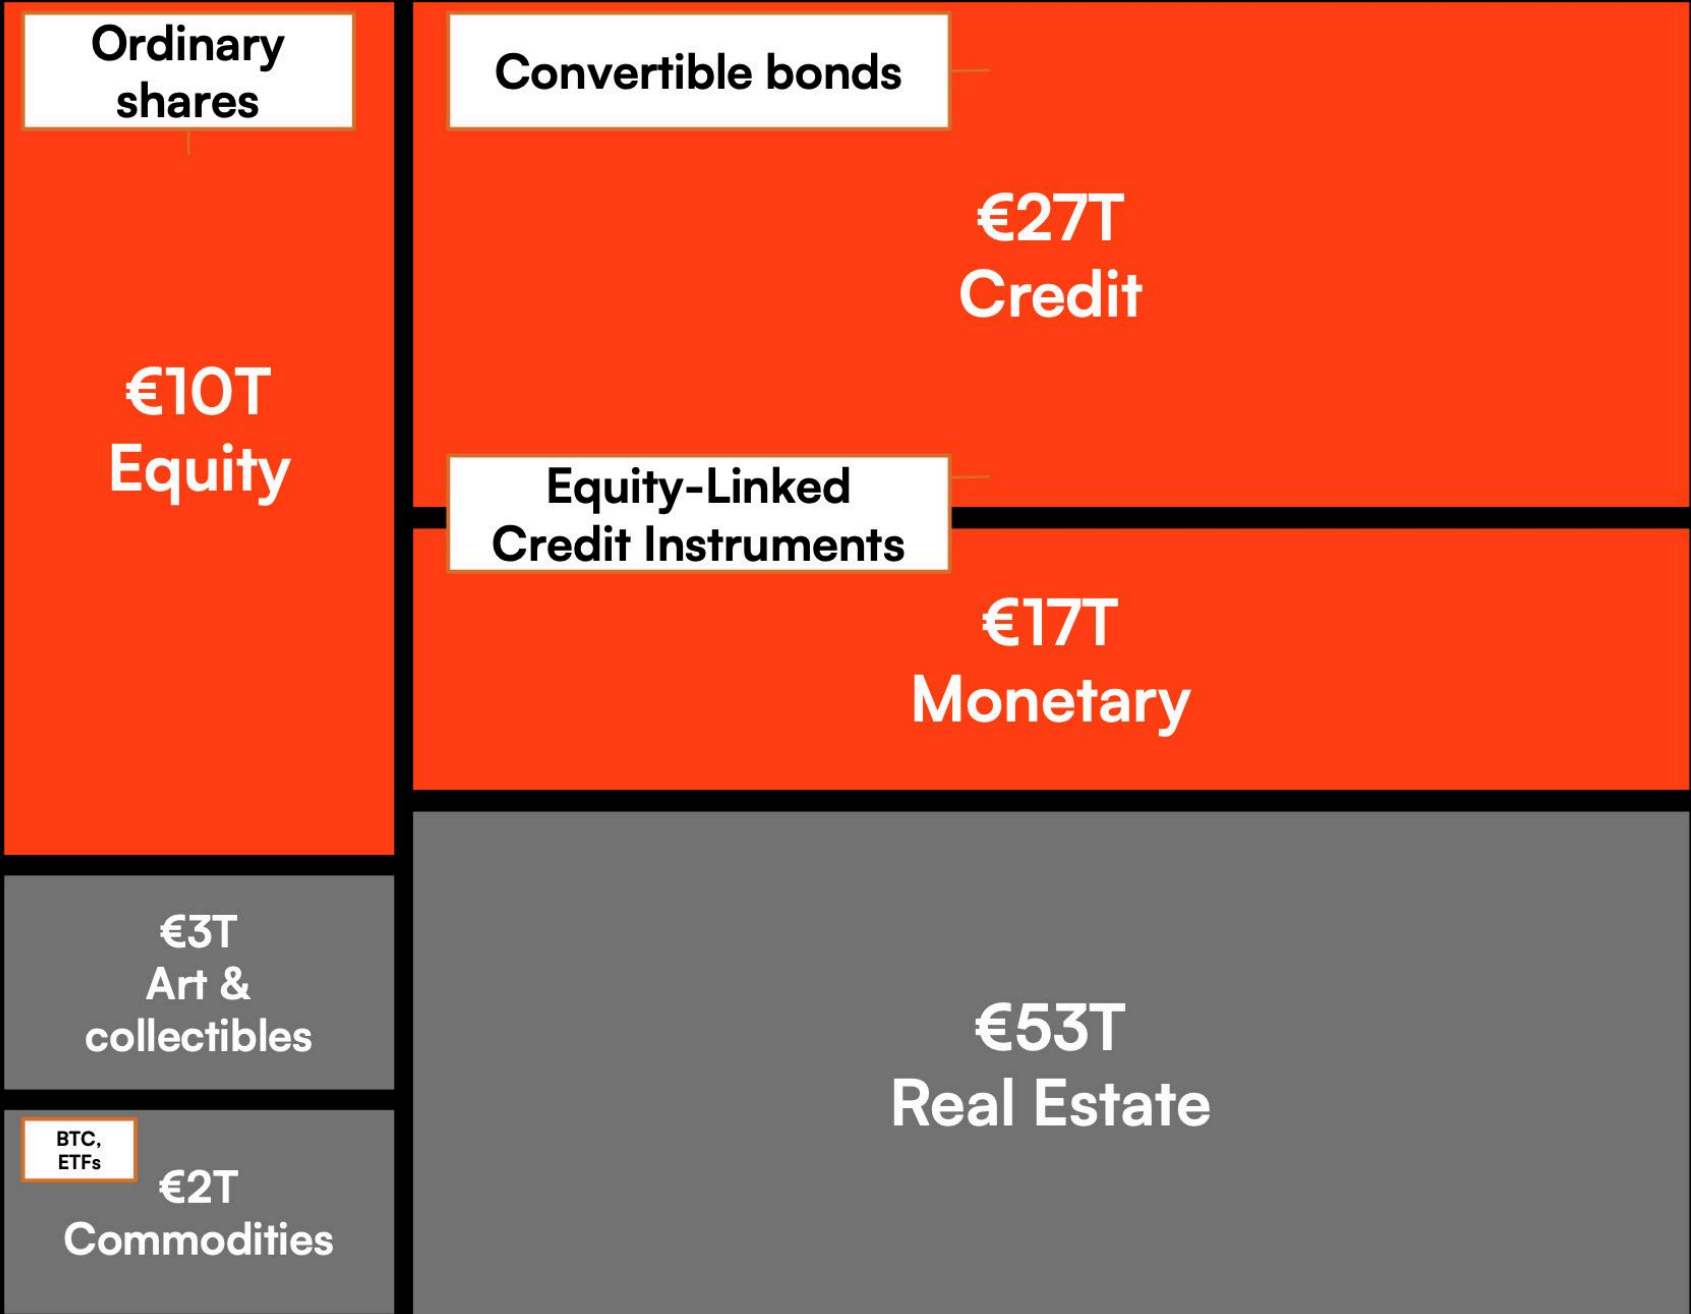 Ordinary
shares
€10T
Equity
Convertible bonds
€27T
Credit
Equity-Linked
Credit Instruments
€17T
Monetary
€3T
Art &
collectibles
BTC,
ETFs
€2T
Commodities
€53T
Real Estate